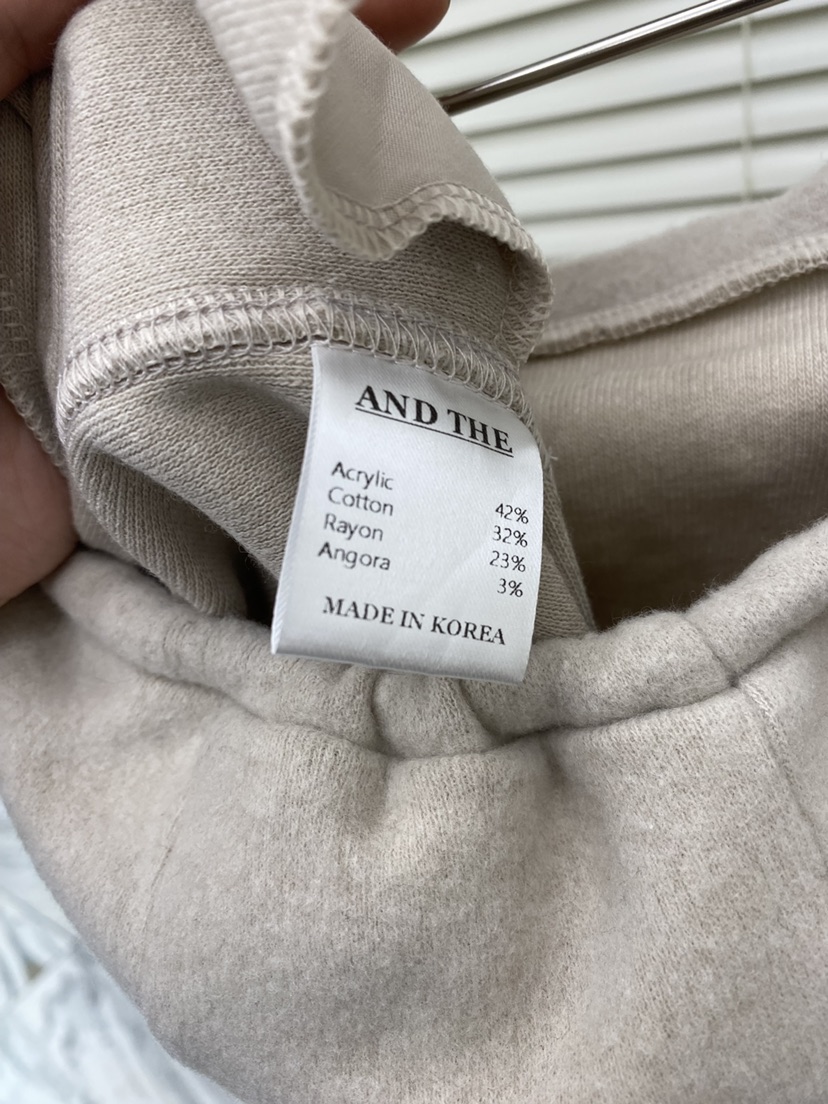 AND THE
Acrylic 42%
Cotton 32%
Rayon 23%
Angora 3%
MADE IN KOREA